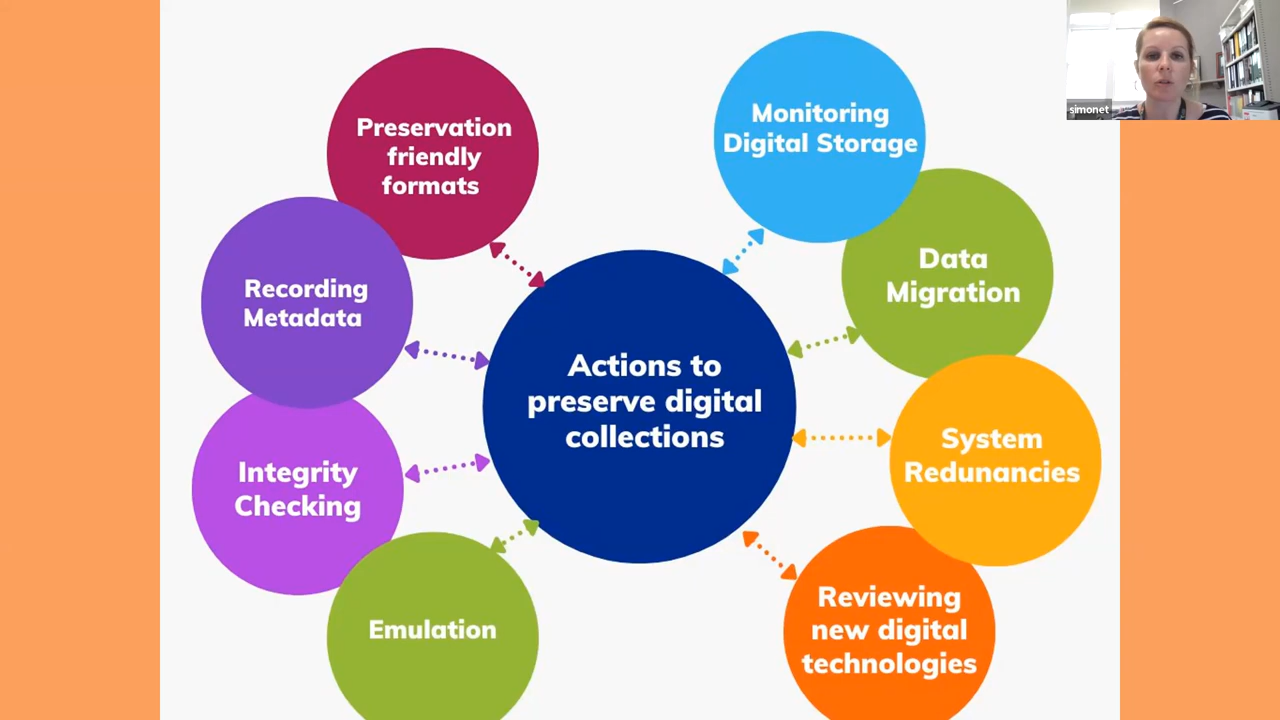 Preservation
friendly
formats
Monitoring
Digital Storage
Recording
Metadata
Data
Migration
Actions to
preserve digital
collections
Integrity
Checking
System
Redunancies
Emulation
Reviewing
new digital
technologies
simonet